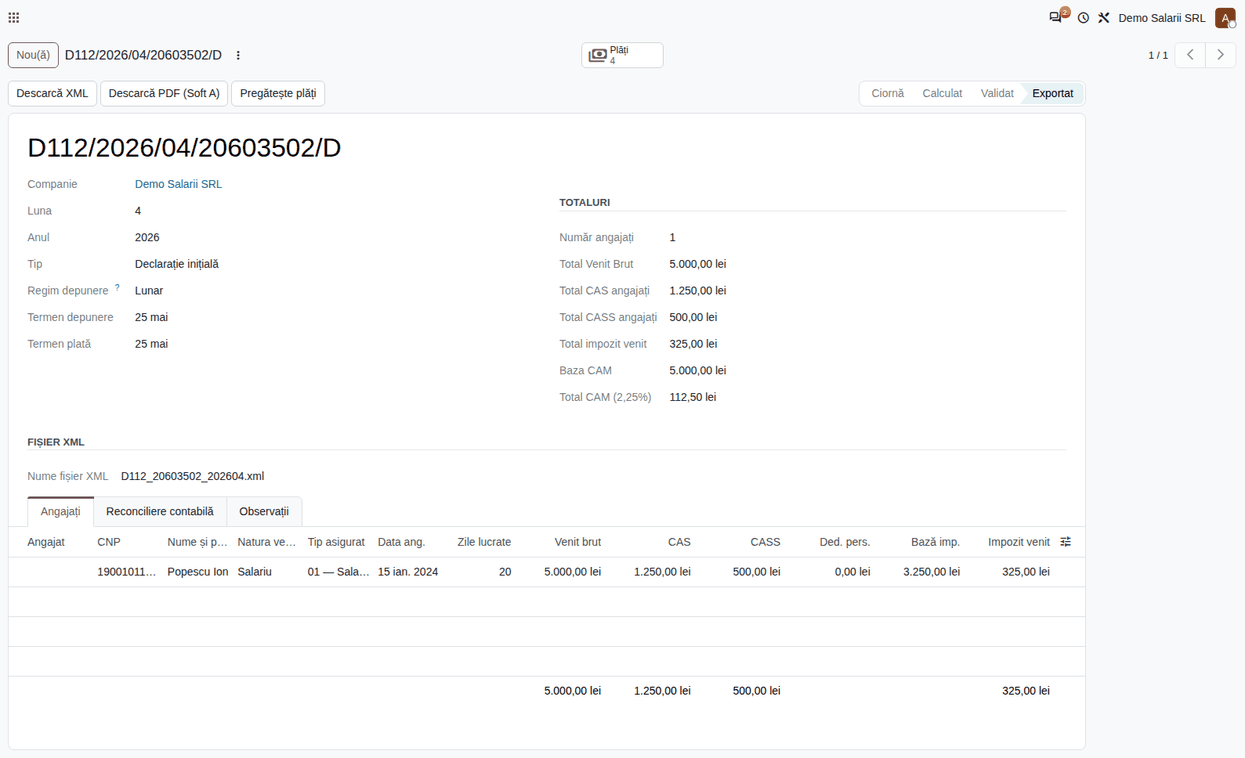 2
Demo Salarii SRL
A
Nou(ă)
D112/2026/04/20603502/D
Plăți
4
1 / 1
Descarcă XML
Descarcă PDF (Soft A)
Pregătește plăți
Ciornă
Calculat
Validat
Exportat
D112/2026/04/20603502/D
Companie
Demo Salarii SRL
Luna
4
Anul
2026
Tip
Declarație inițială
Regim depunere ?
Lunar
Termen depunere
25 mai
Termen plată
25 mai
TOTALURI
Număr angajați
1
Total Venit Brut
5.000,00 lei
Total CAS angajați
1.250,00 lei
Total CASS angajați
500,00 lei
Total impozit venit
325,00 lei
Baza CAM
5.000,00 lei
Total CAM (2,25%)
112,50 lei
FIȘIER XML
Nume fișier XML
D112_20603502_202604.xml
Angajați
Reconciliere contabilă
Observații
Angajat CNP Nume și p… Natura ve… Tip asigurat Data ang. Zile lucrate Venit brut CAS CASS Ded. pers. Bază imp. Impozit venit
19001011… Popescu Ion Salariu 01 — Sala… 15 ian. 2024 20 5.000,00 lei 1.250,00 lei 500,00 lei 0,00 lei 3.250,00 lei 325,00 lei
5.000,00 lei 1.250,00 lei 500,00 lei 325,00 lei